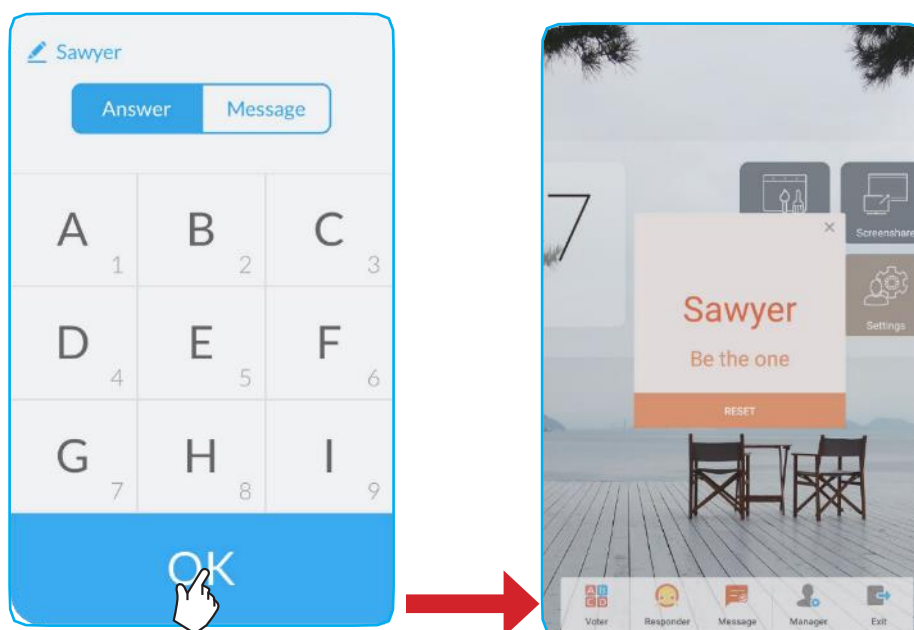 Sawyer
Answer Message
A 1 B 2 C 3
D 4 E 5 F 6
G 7 H 8 I 9
OK
7
Screenshare
×
Sawyer
Be the one
RESET
Settings
A B
C D
Voter Responder Message Manager Exit